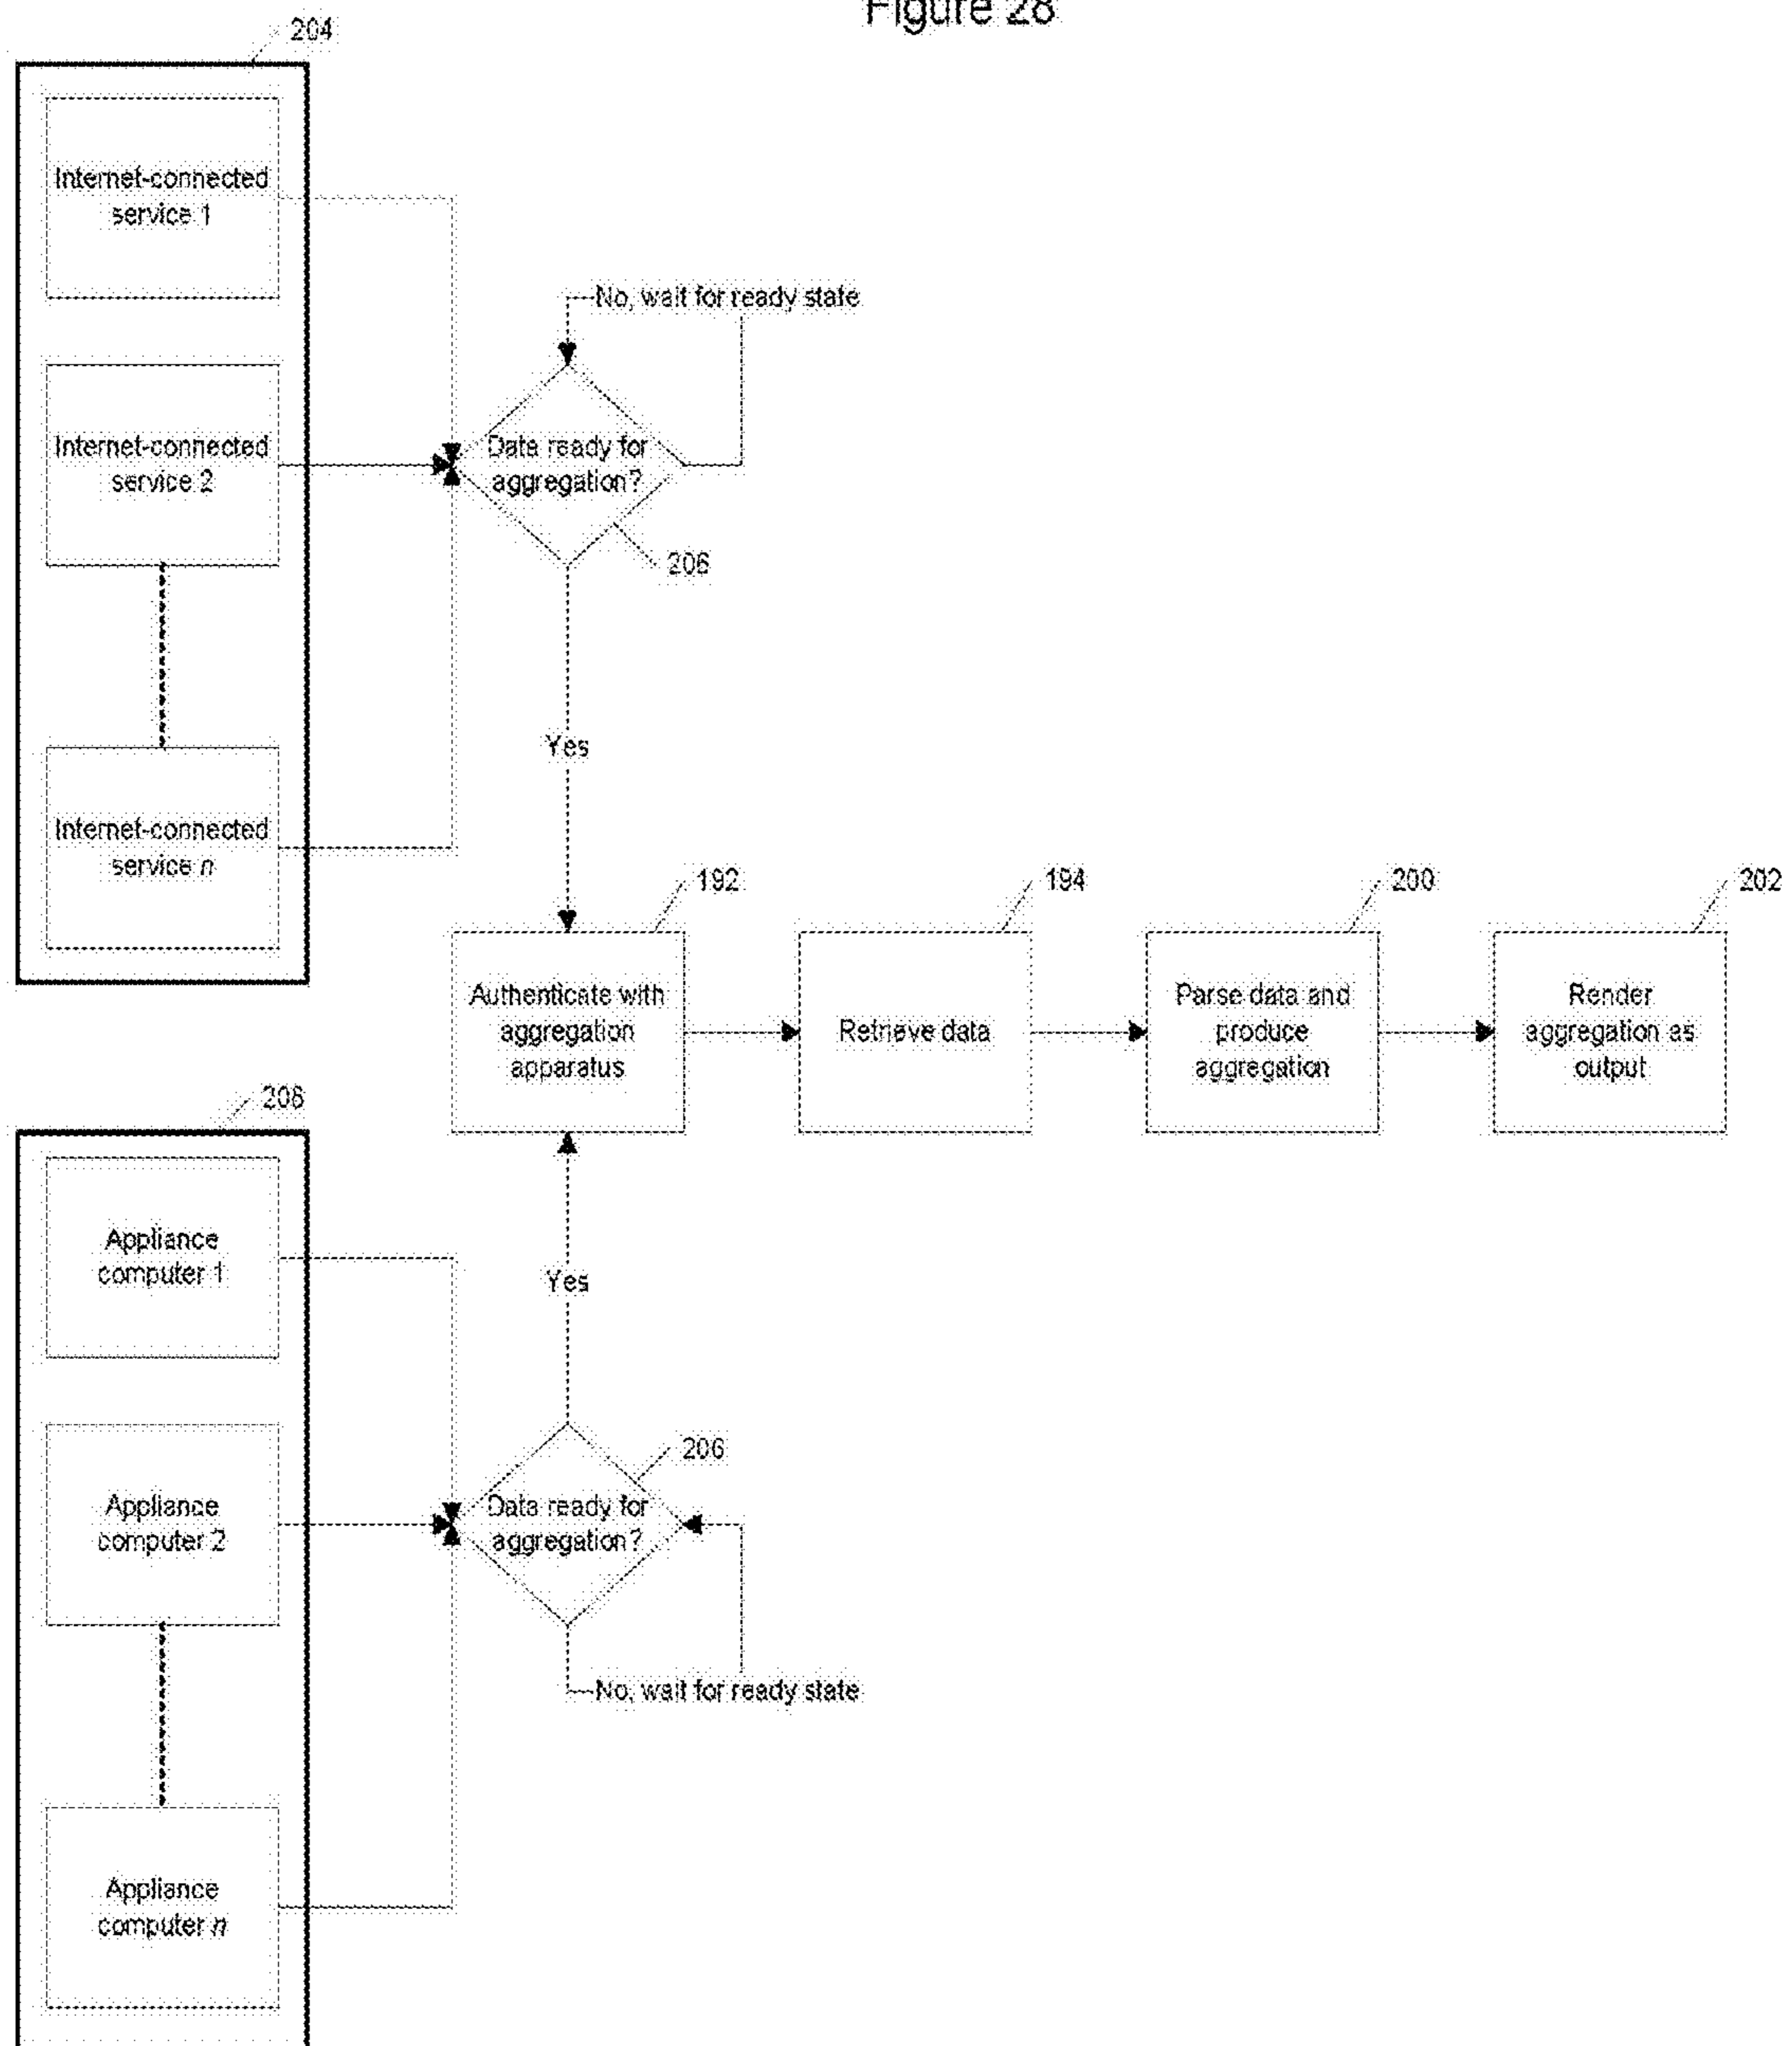 Figure 28
204
Internet-connected
service 1
No, wait for ready state
Internet-connected
service 2
Data ready for
aggregation?
206
Yes
Internet-connected
service n
192
194
200
202
Authenticate with
aggregation
apparatus
Retrieve data
Parse data and
produce
aggregation
Render
aggregation as
output
208
Appliance
computer 1
Yes
206
Appliance
computer 2
Data ready for
aggregation?
No, wait for ready state
Appliance
computer n